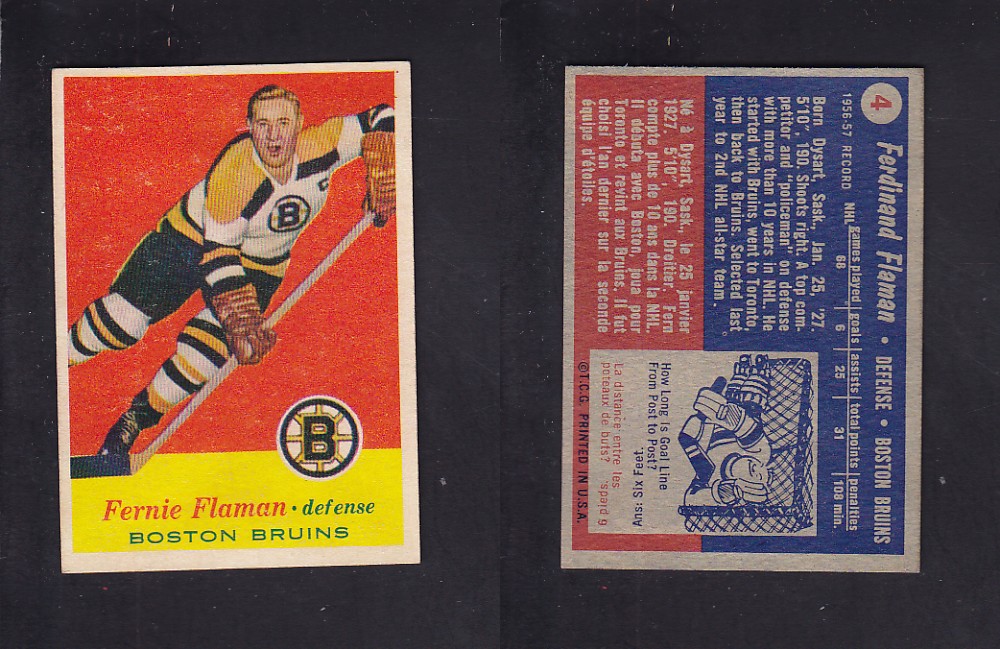 B
B
Fernie Flaman • defense
BOSTON BRUINS
4
Ferdinand Flaman • DEFENSE • BOSTON BRUINS
1956-57 RECORD
games played | goals | assists | total points | penalties
NHL 68 6 25 31 108 min.
Born Dysart, Sask., Jan. 25, '27.
5'10", 190. Shoots right. A top com-
petitor and "policeman" on defense
with more than 10 years in NHL. He
started with Bruins, went to Toronto,
then back to Bruins. Selected last
year to 2nd NHL all-star team.
Né à Dysart, Sask., le 25 janvier
1927. 5'10", 190. Droitier. Fern
compte plus de 10 ans dans la NHL.
Il débuta avec Boston, joua pour
Toronto et revint aux Bruins. Il fut
choisi l'an dernier sur la seconde
équipe d'étoiles.
How Long Is Goal Line
From Post to Post?
Ans: Six Feet.
La distance entre les
poteaux de buts?
6 pieds.
©T.C.G. PRINTED IN U.S.A.